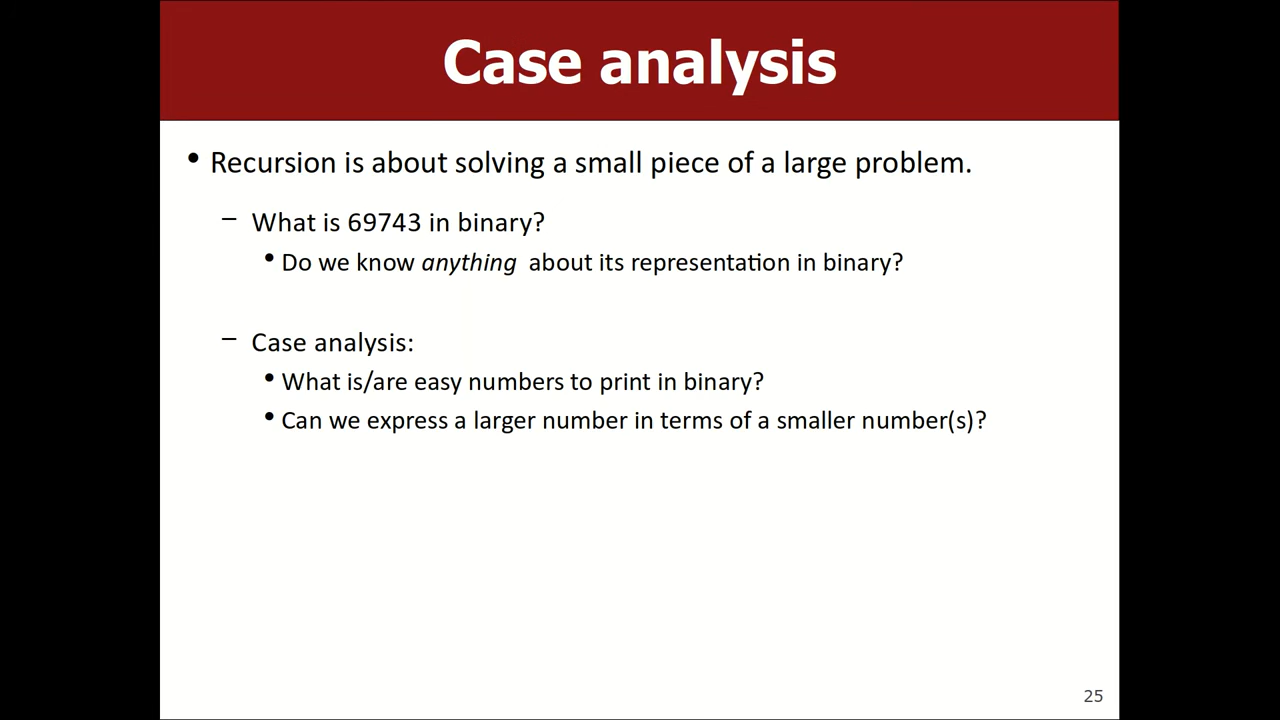 Case analysis
• Recursion is about solving a small piece of a large problem.
– What is 69743 in binary?
• Do we know anything about its representation in binary?
– Case analysis:
• What is/are easy numbers to print in binary?
• Can we express a larger number in terms of a smaller number(s)?
25